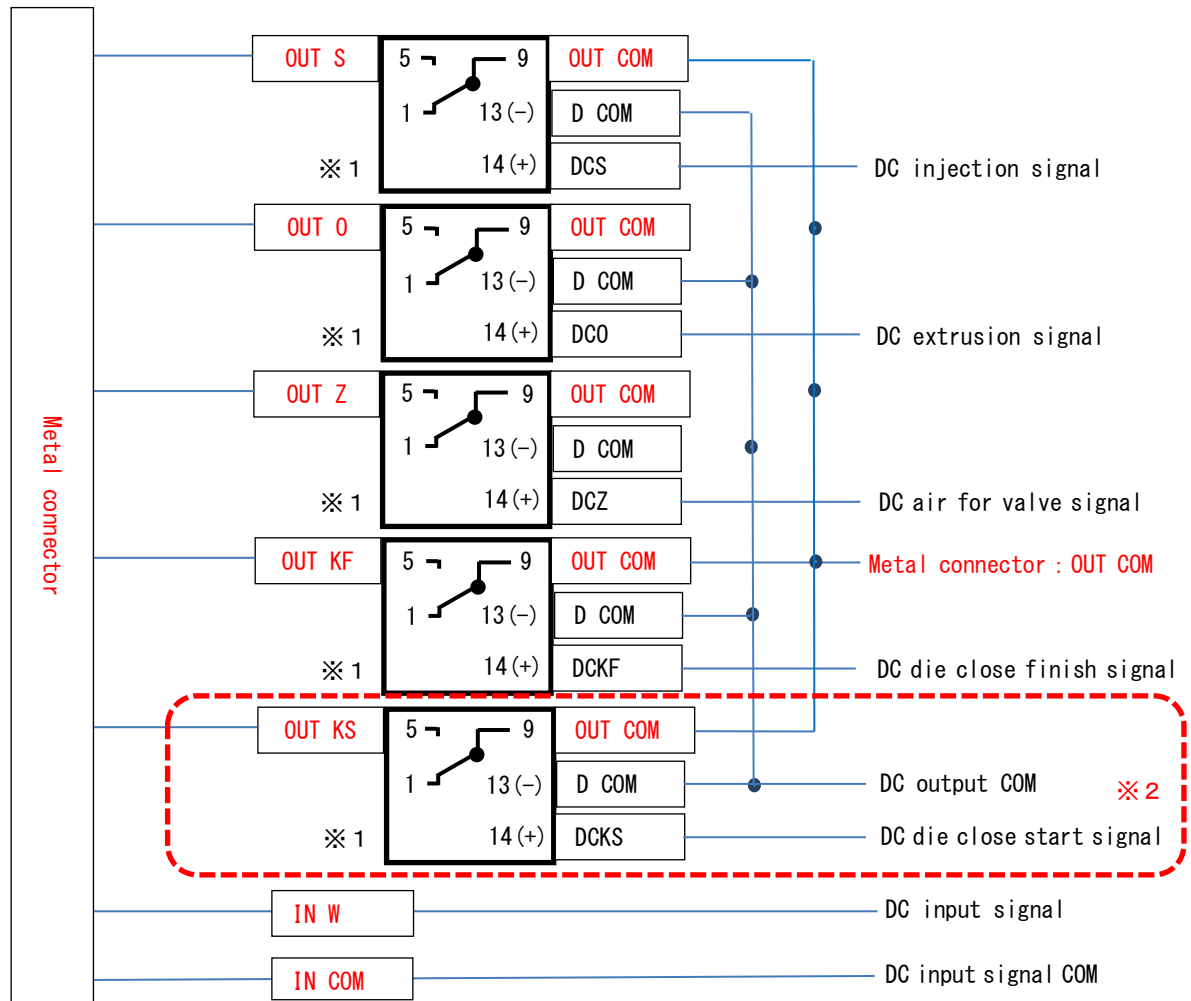 Metal connector
OUT S 5 9 OUT COM
1 13(−) D COM
※1 14(+) DCS DC injection signal
OUT O 5 9 OUT COM
1 13(−) D COM
※1 14(+) DCO DC extrusion signal
OUT Z 5 9 OUT COM
1 13(−) D COM
※1 14(+) DCZ DC air for valve signal
OUT KF 5 9 OUT COM Metal connector：OUT COM
1 13(−) D COM
※1 14(+) DCKF DC die close finish signal
OUT KS 5 9 OUT COM
1 13(−) D COM DC output COM ※2
※1 14(+) DCKS DC die close start signal
IN W DC input signal
IN COM DC input signal COM